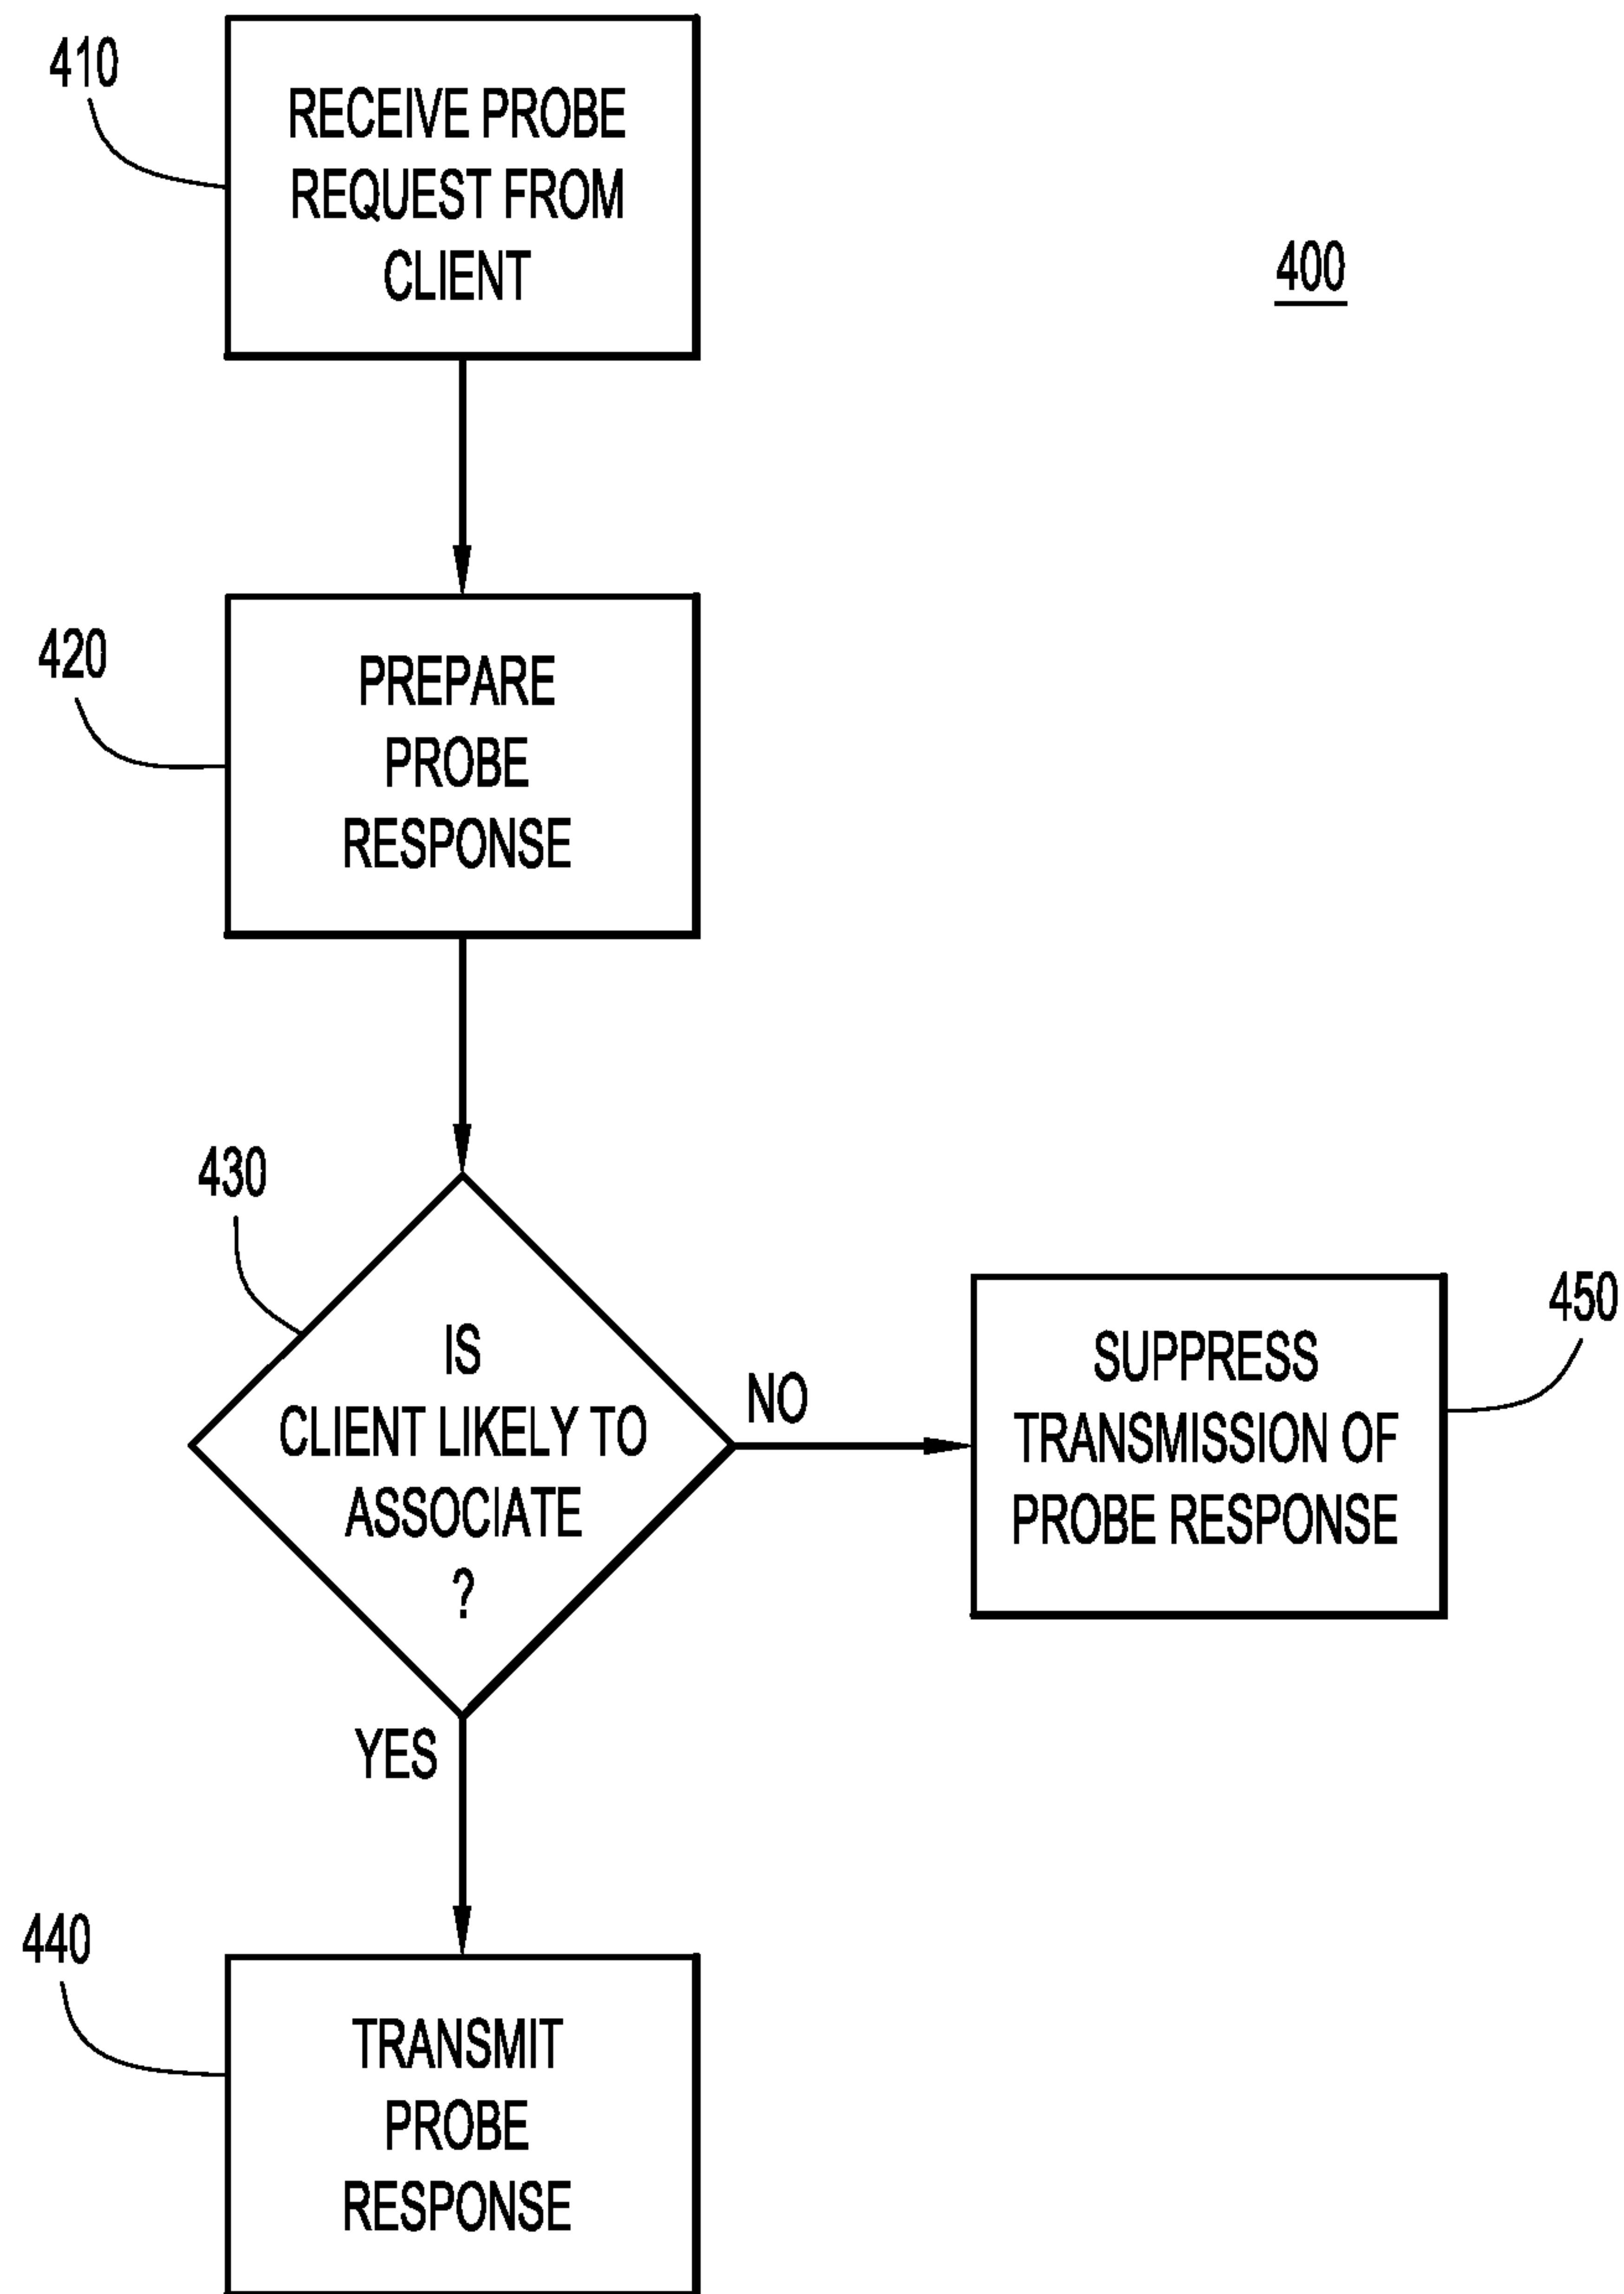 410
RECEIVE PROBE
REQUEST FROM
CLIENT
400
420
PREPARE
PROBE
RESPONSE
430
IS
CLIENT LIKELY TO
ASSOCIATE
?
NO
450
SUPPRESS
TRANSMISSION OF
PROBE RESPONSE
YES
440
TRANSMIT
PROBE
RESPONSE